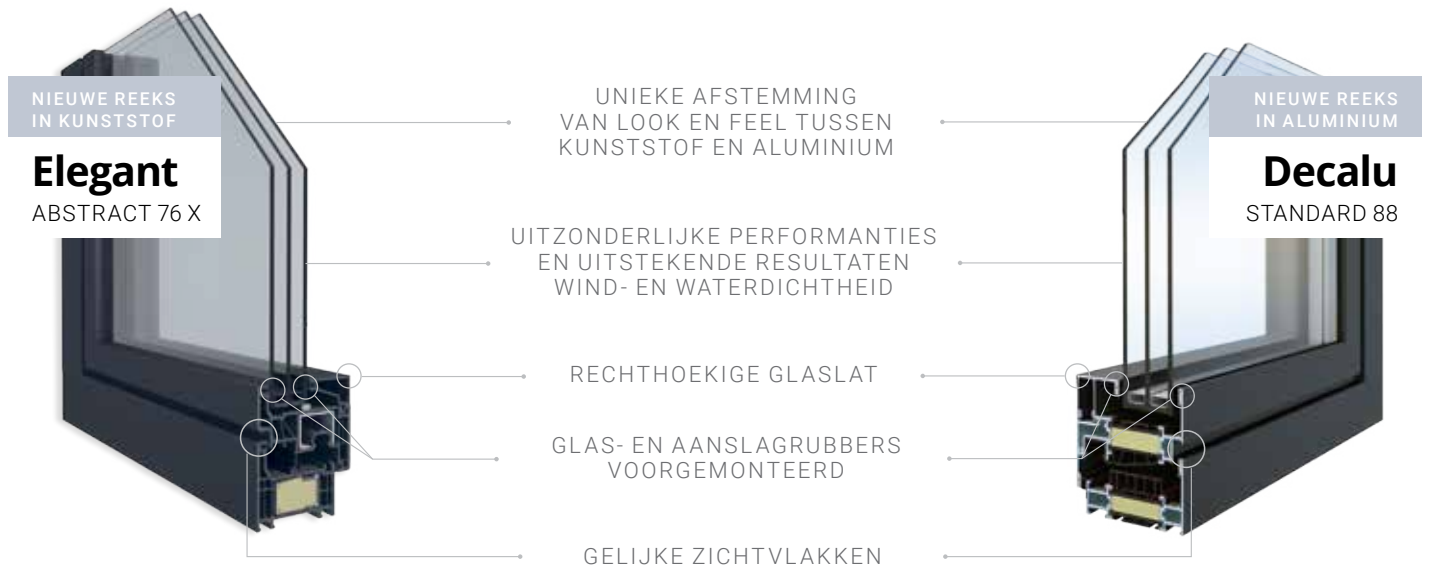 NIEUWE REEKS
IN KUNSTSTOF
Elegant
ABSTRACT 76 X
UNIEKE AFSTEMMING
VAN LOOK EN FEEL TUSSEN
KUNSTSTOF EN ALUMINIUM
UITZONDERLIJKE PERFORMANTIES
EN UITSTEKENDE RESULTATEN
WIND- EN WATERDICHTHEID
RECHTHOEKIGE GLASLAT
GLAS- EN AANSLAGRUBBERS
VOORGEMONTEERD
GELIJKE ZICHTVLAKKEN
NIEUWE REEKS
IN ALUMINIUM
Decalu
STANDARD 88